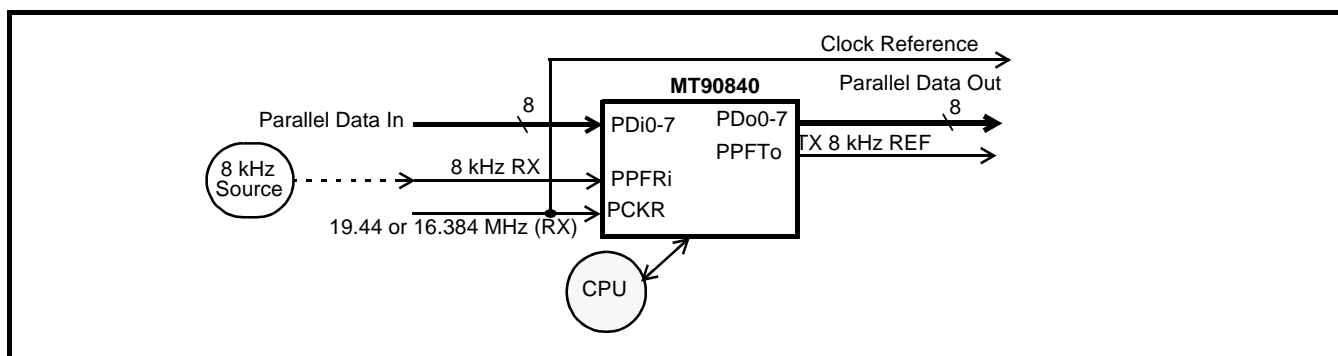 Clock Reference
MT90840
Parallel Data Out
8
8
Parallel Data In
PDi0-7
PDo0-7
PPFTo
TX 8 kHz REF
8 kHz
Source
8 kHz RX
PPFRi
PCKR
19.44 or 16.384 MHz (RX)
CPU